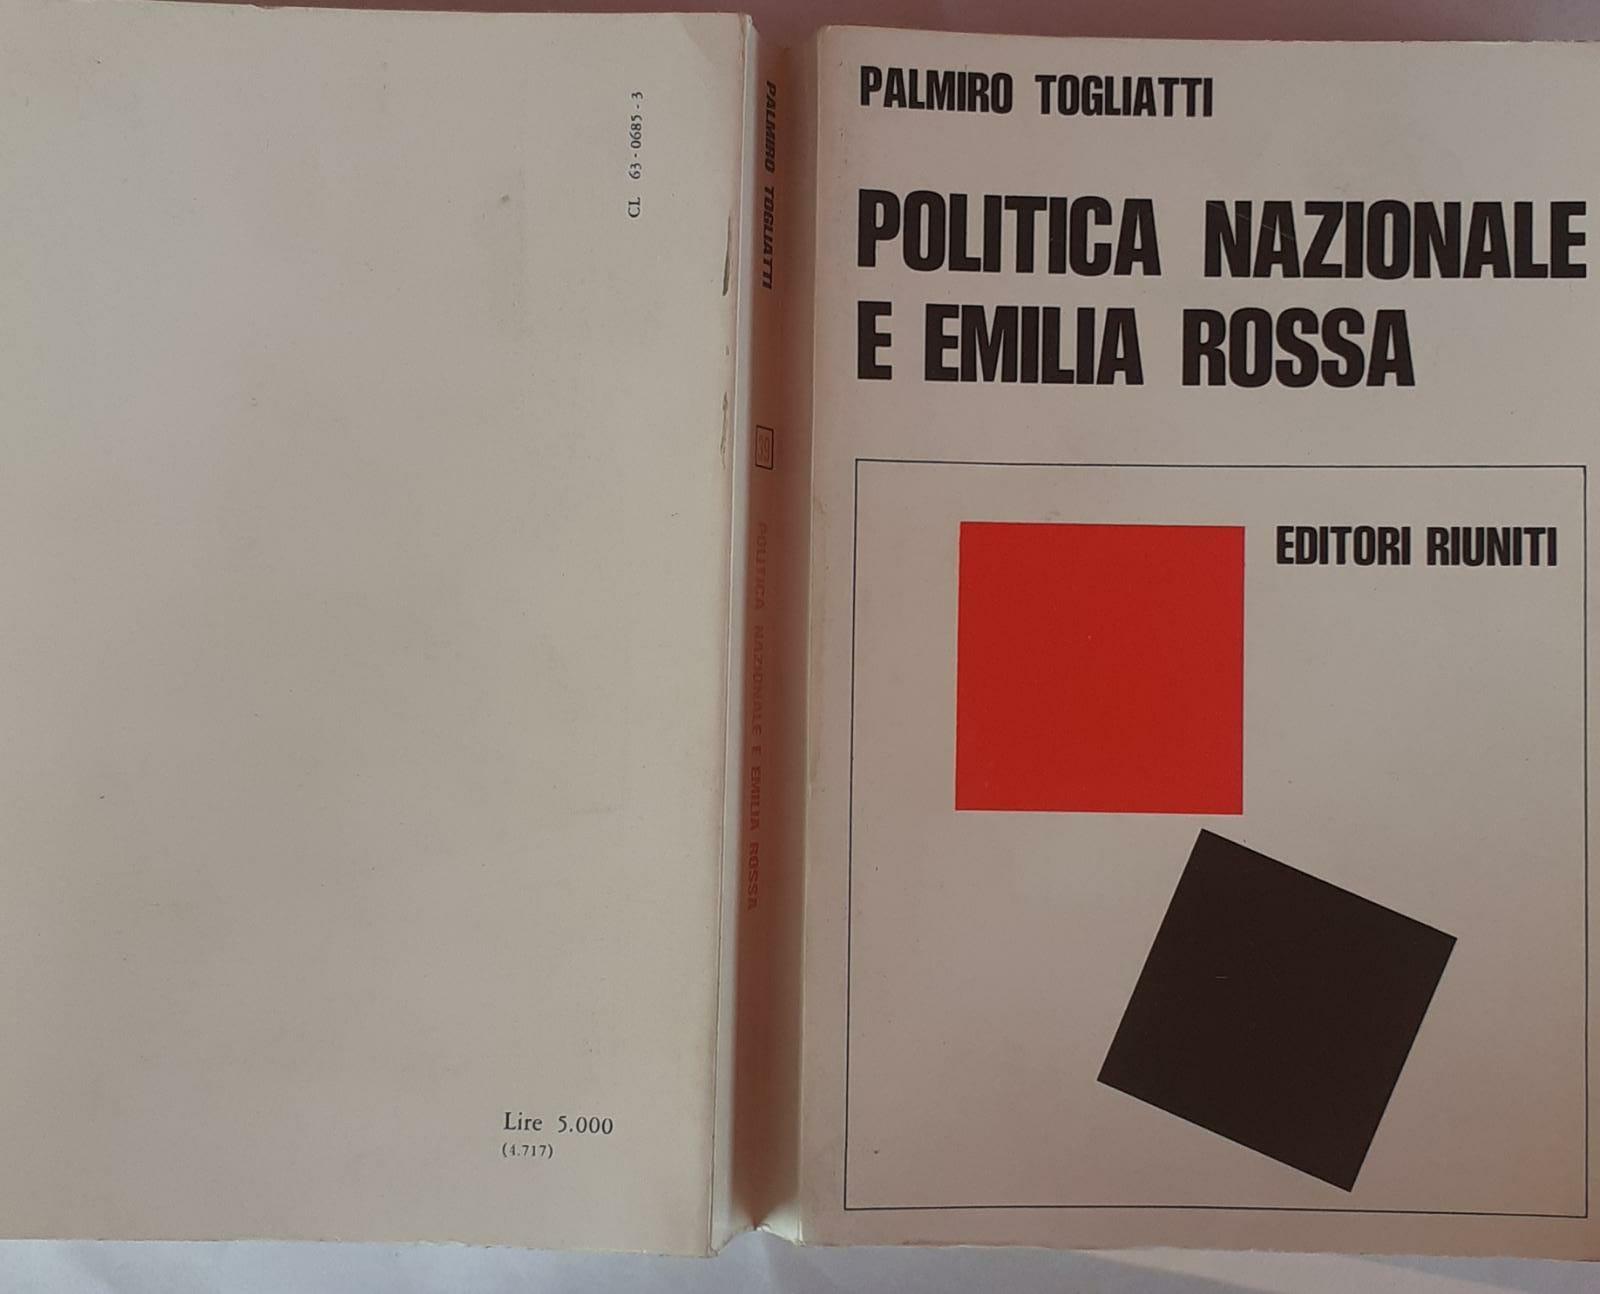 CL 63-0685-3
Lire 5.000
(4.717)
PALMIRO TOGLIATTI
POLITICA NAZIONALE E EMILIA ROSSA
PALMIRO TOGLIATTI
POLITICA NAZIONALE
E EMILIA ROSSA
EDITORI RIUNITI